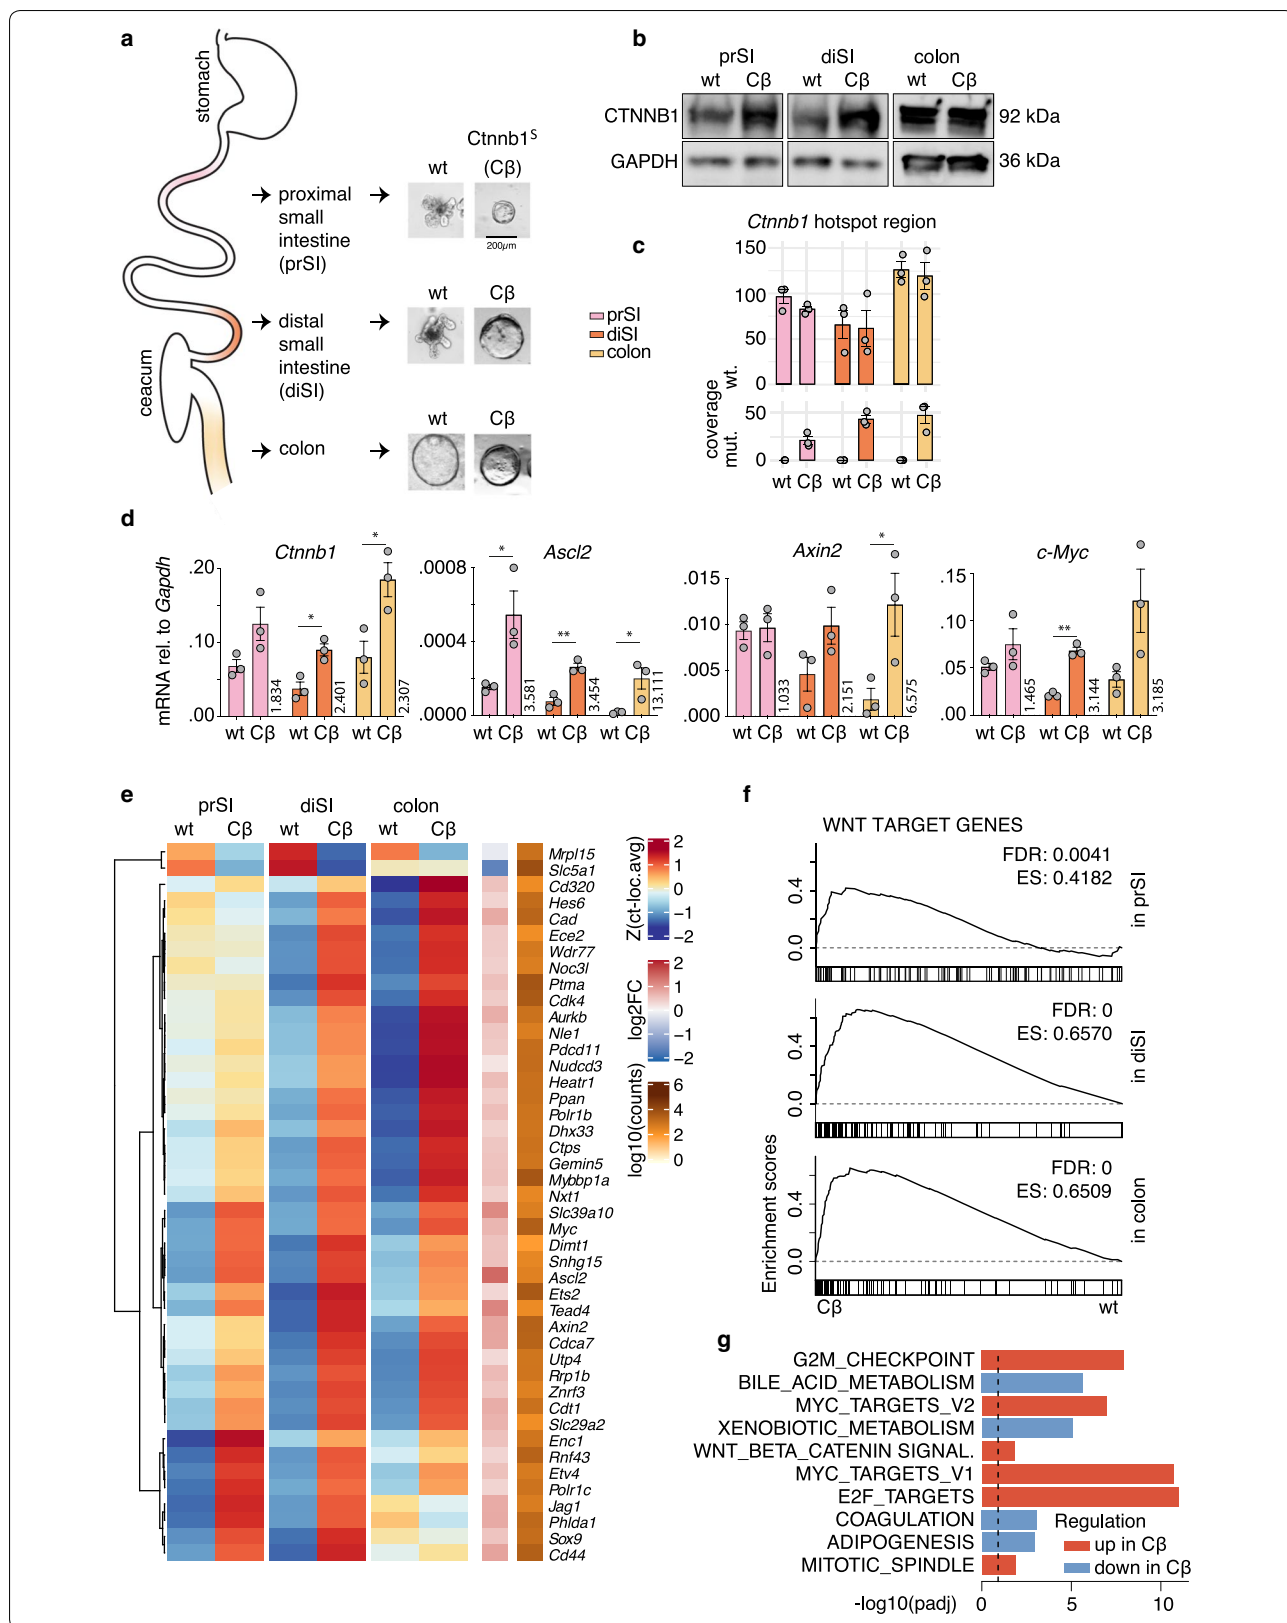 a
stomach
ceacum
proximal
small
intestine
(prSI)
distal
small
intestine
(diSI)
colon
Ctnnb1S
wt
(Cβ)
200µm
wt
Cβ
wt
Cβ
b
prSI
diSI
colon
wt
Cβ
wt
Cβ
wt
Cβ
CTNNB1
92 kDa
GAPDH
36 kDa
Ctnnb1 hotspot region
c
prSI
diSI
colon
150
100
50
0
50
0
coverage
mut.
wt.
wt Cβ
wt Cβ
wt Cβ
d
mRNA rel. to Gapdh
Ctnnb1
.20
.10
.00
*
*
1.834
2.401
2.307
wt Cβ
wt Cβ
wt Cβ
Ascl2
.0008
.0004
.0000
*
**
*
3.581
3.454
13.111
wt Cβ
wt Cβ
wt Cβ
Axin2
.015
.010
.005
.000
*
1.033
2.151
6.575
wt Cβ
wt Cβ
wt Cβ
c-Myc
.15
.10
.05
.00
**
1.465
3.144
3.185
wt Cβ
wt Cβ
wt Cβ
e
prSI
diSI
colon
wt
Cβ
wt
Cβ
wt
Cβ
Mrpl15
Slc5a1
Cd320
Hes6
Cad
Ece2
Wdr77
Noc3l
Ptma
Cdk4
Aurkb
Nle1
Pdcd11
Nudcd3
Heatr1
Ppan
Polr1b
Dhx33
Ctps
Gemin5
Mybbp1a
Nxt1
Slc39a10
Myc
Dimt1
Snhg15
Ascl2
Ets2
Tead4
Axin2
Cdca7
Utp4
Rrp1b
Znrf3
Cdt1
Slc29a2
Enc1
Rnf43
Etv4
Polr1c
Jag1
Phlda1
Sox9
Cd44
Z(ct-loc.avg)
2
1
0
−1
−2
log2FC
2
1
0
−1
−2
log10(counts)
6
4
2
0
f
WNT TARGET GENES
FDR: 0.0041
ES: 0.4182
0.4
0.0
in prSI
FDR: 0
ES: 0.6570
0.4
0.0
in diSI
FDR: 0
ES: 0.6509
0.4
0.0
in colon
Enrichment scores
Cβ
wt
g
G2M_CHECKPOINT
BILE_ACID_METABOLISM
MYC_TARGETS_V2
XENOBIOTIC_METABOLISM
WNT_BETA_CATENIN SIGNAL.
MYC_TARGETS_V1
E2F_TARGETS
COAGULATION
ADIPOGENESIS
MITOTIC_SPINDLE
Regulation
up in Cβ
down in Cβ
-log10(padj)
0
5
10